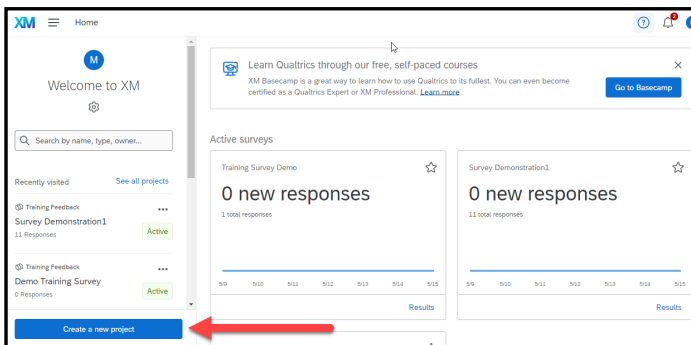 XM
Home
2
M
Welcome to XM
Search by name, type, owner...
Recently visited
See all projects
Training Feedback
Survey Demonstration1
11 Responses
Active
Training Feedback
Demo Training Survey
0 Responses
Active
Create a new project
Learn Qualtrics through our free, self-paced courses
XM Basecamp is a great way to learn how to use Qualtrics to its fullest. You can even become
certified as a Qualtrics Expert or XM Professional. Learn more
Go to Basecamp
Active surveys
Training Survey Demo
0 new responses
1 total responses
5/9 5/10 5/11 5/12 5/13 5/14 5/15
Results
Survey Demonstration1
0 new responses
11 total responses
5/9 5/10 5/11 5/12 5/13 5/14 5/15
Results